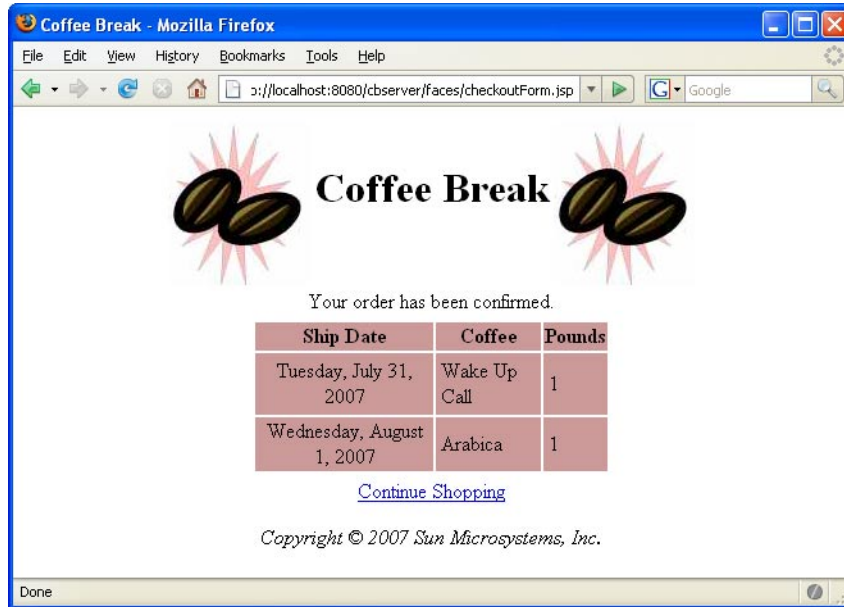 Coffee Break - Mozilla Firefox
File Edit View History Bookmarks Tools Help
ɔ://localhost:8080/cbserver/faces/checkoutForm.jsp G Google
Coffee Break
Your order has been confirmed.
Ship Date Coffee Pounds
Tuesday, July 31, Wake Up 1
2007 Call
Wednesday, August Arabica 1
1, 2007
Continue Shopping
Copyright © 2007 Sun Microsystems, Inc.
Done